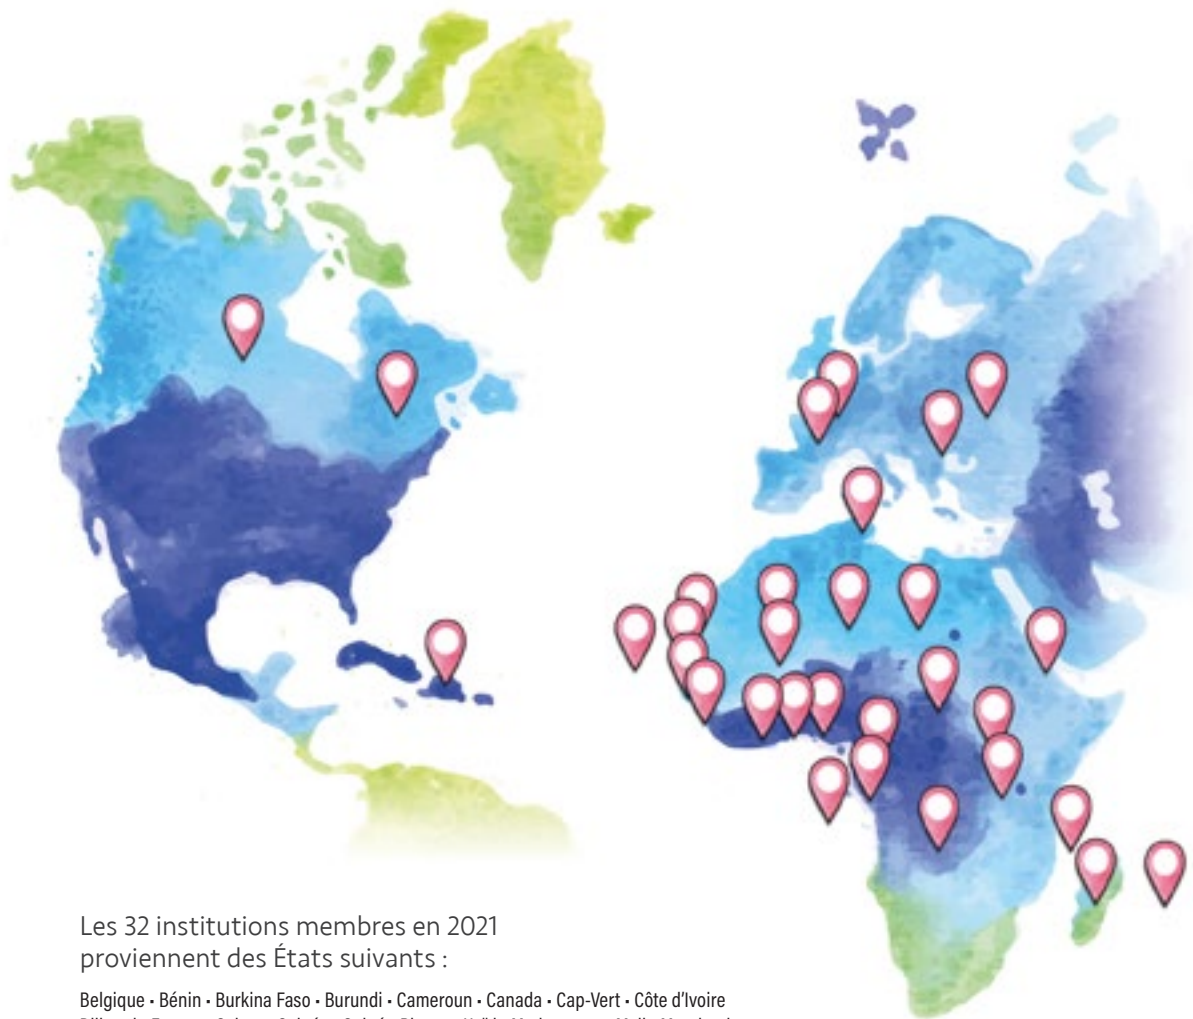 Les 32 institutions membres en 2021
proviennent des États suivants :
Belgique • Bénin • Burkina Faso • Burundi • Cameroun • Canada • Cap-Vert • Côte d'Ivoire